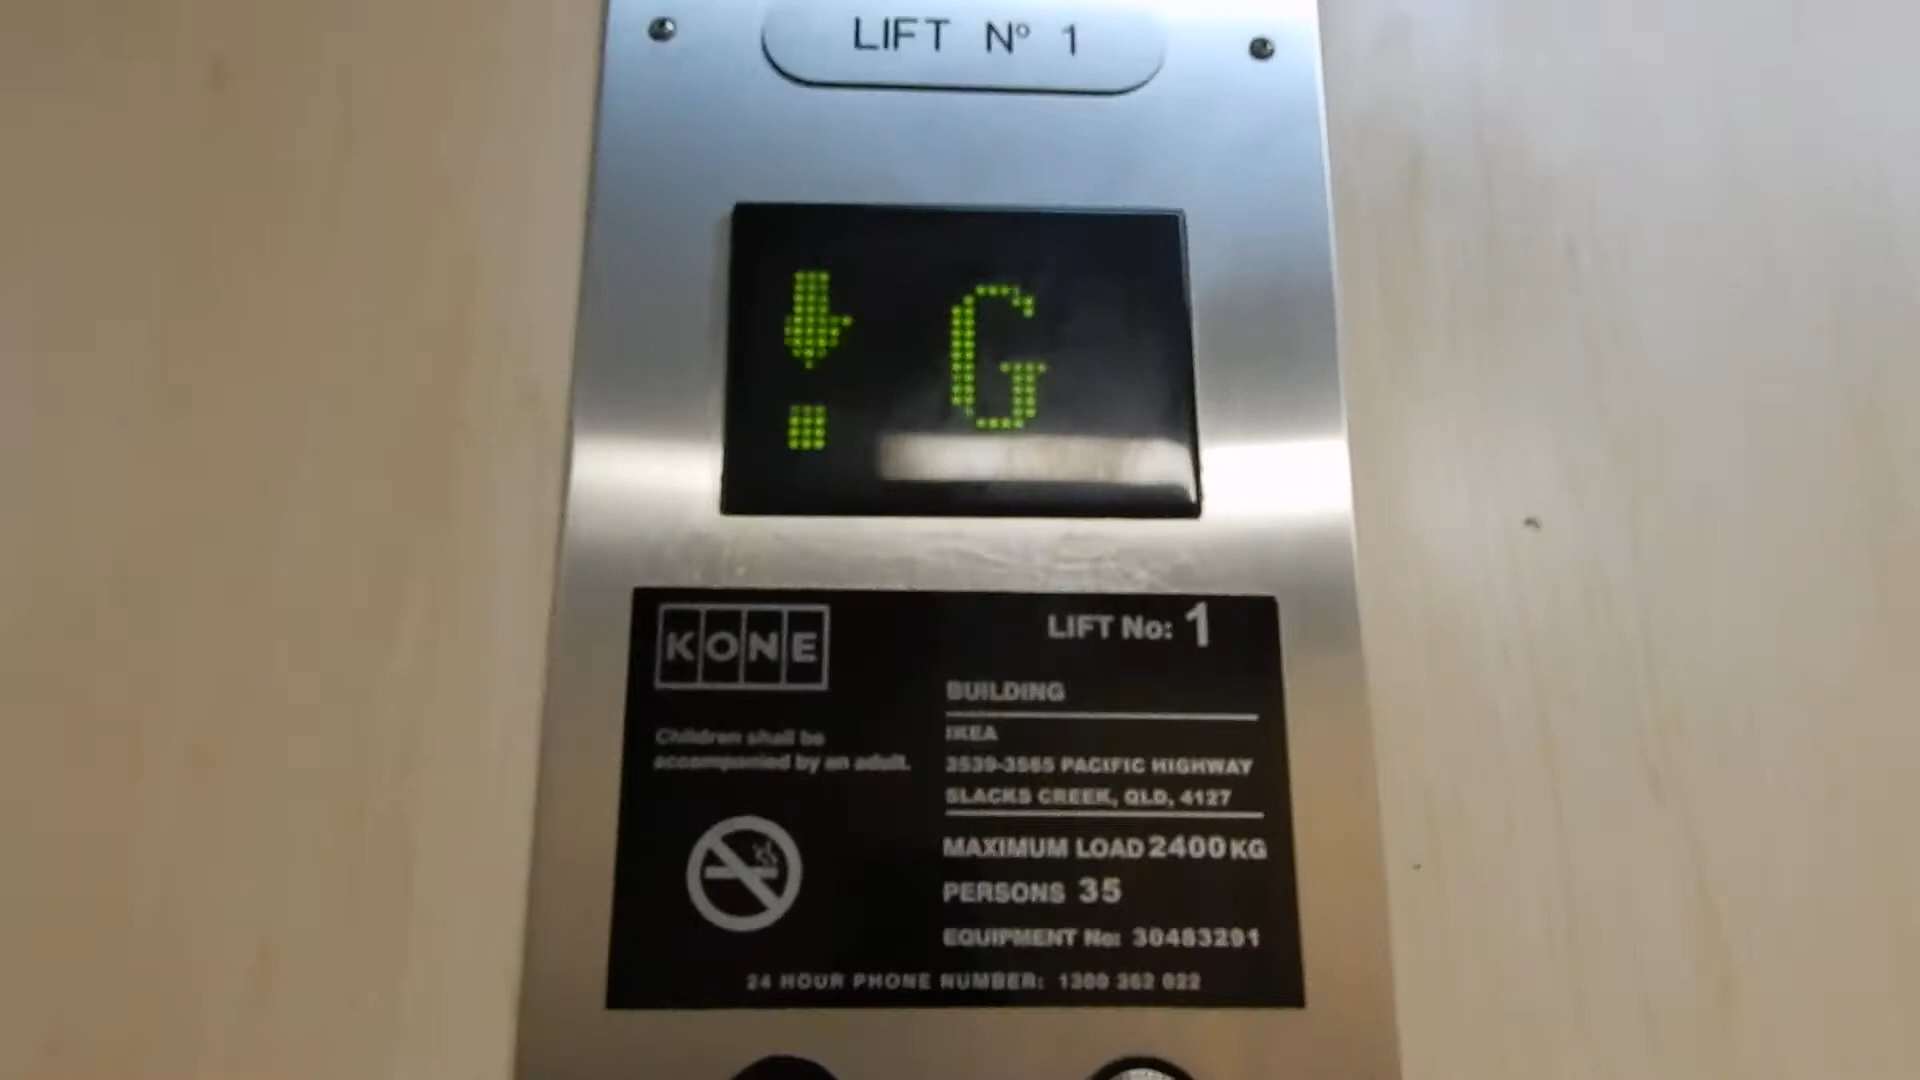 LIFT Nº 1
G
KONE
LIFT No: 1
BUILDING
IKEA
3539-3565 PACIFIC HIGHWAY
SLACKS CREEK, QLD, 4127
Children shall be
accompanied by an adult.
MAXIMUM LOAD 2400 KG
PERSONS 35
EQUIPMENT No: 30483291
24 HOUR PHONE NUMBER: 1300 362 022